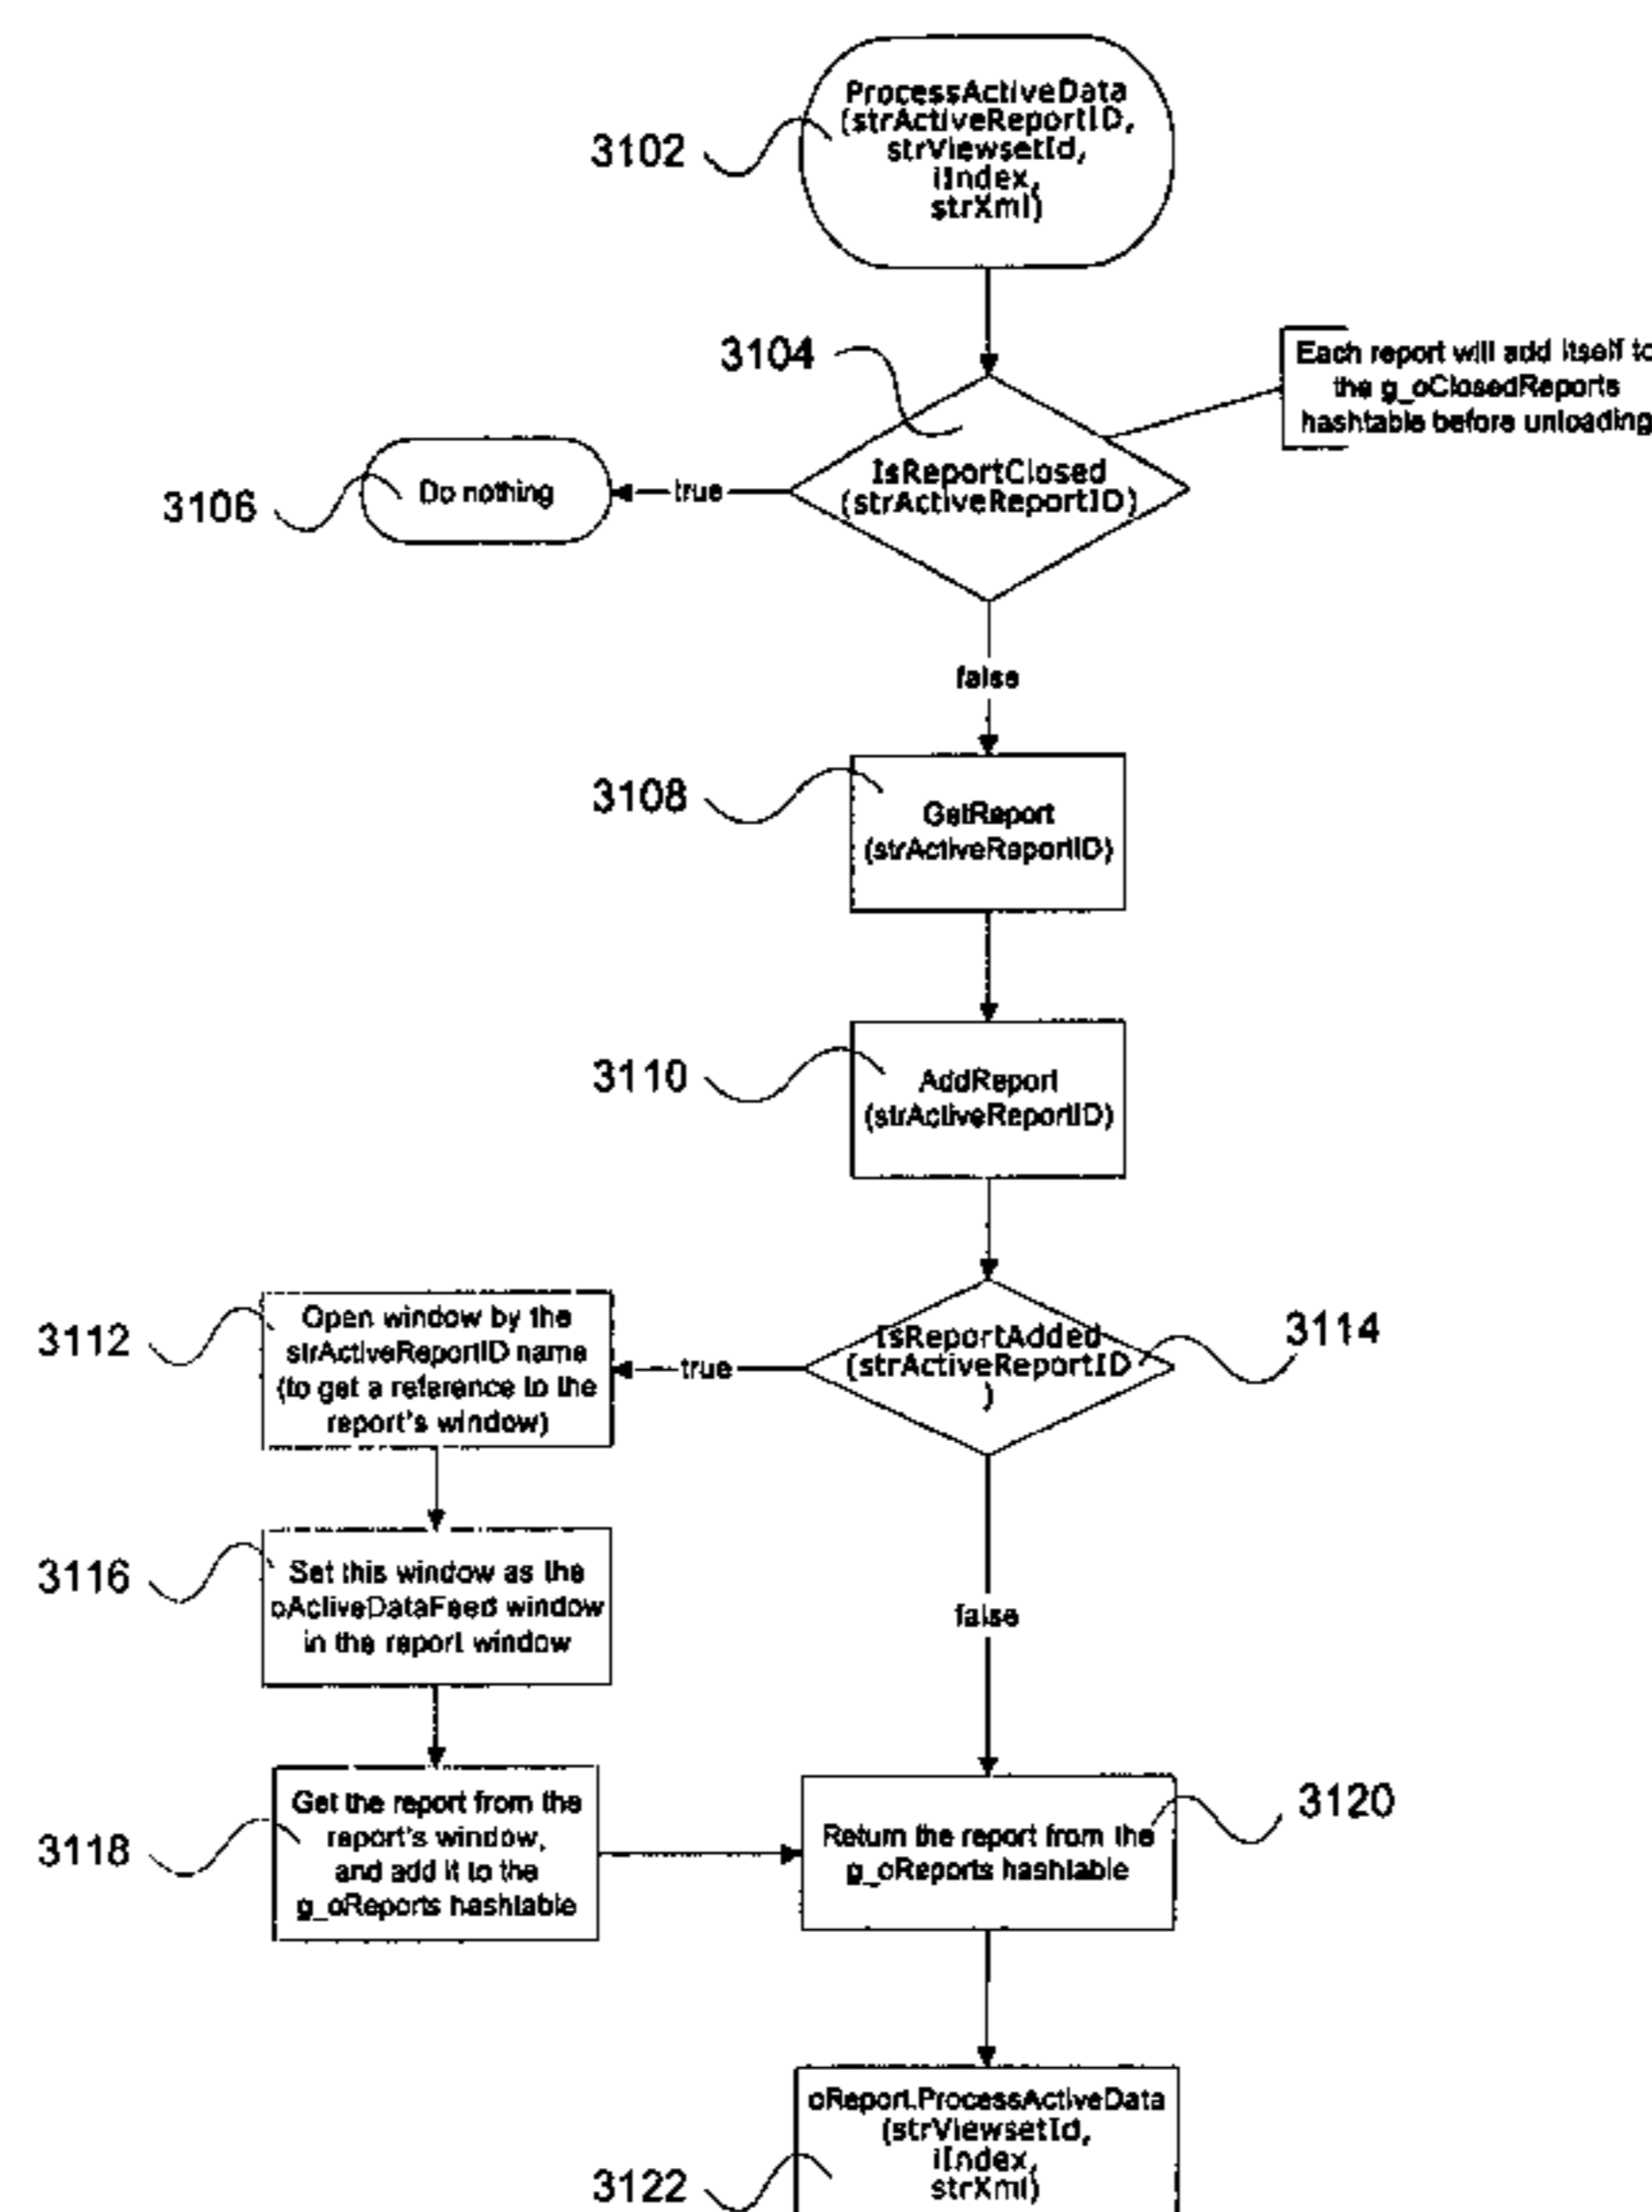 3102
ProcessActiveData
(strActiveReportID,
strViewsetId,
iIndex,
strXml)
3104
Each report will add itself to
the g_oClosedReports
hashtable before unloading
IsReportClosed
(strActiveReportID)
true
3106
Do nothing
false
3108
GetReport
(strActiveReportID)
3110
AddReport
(strActiveReportID)
3112
Open window by the
strActiveReportID name
(to get a reference to the
report's window)
true
IsReportAdded
(strActiveReportID
)
3114
3116
Set this window as the
oActiveDataFeed window
in the report window
false
3118
Get the report from the
report's window,
and add it to the
g_oReports hashtable
Return the report from the
g_oReports hashtable
3120
oReport.ProcessActiveData
(strViewsetId,
iIndex,
strXml)
3122